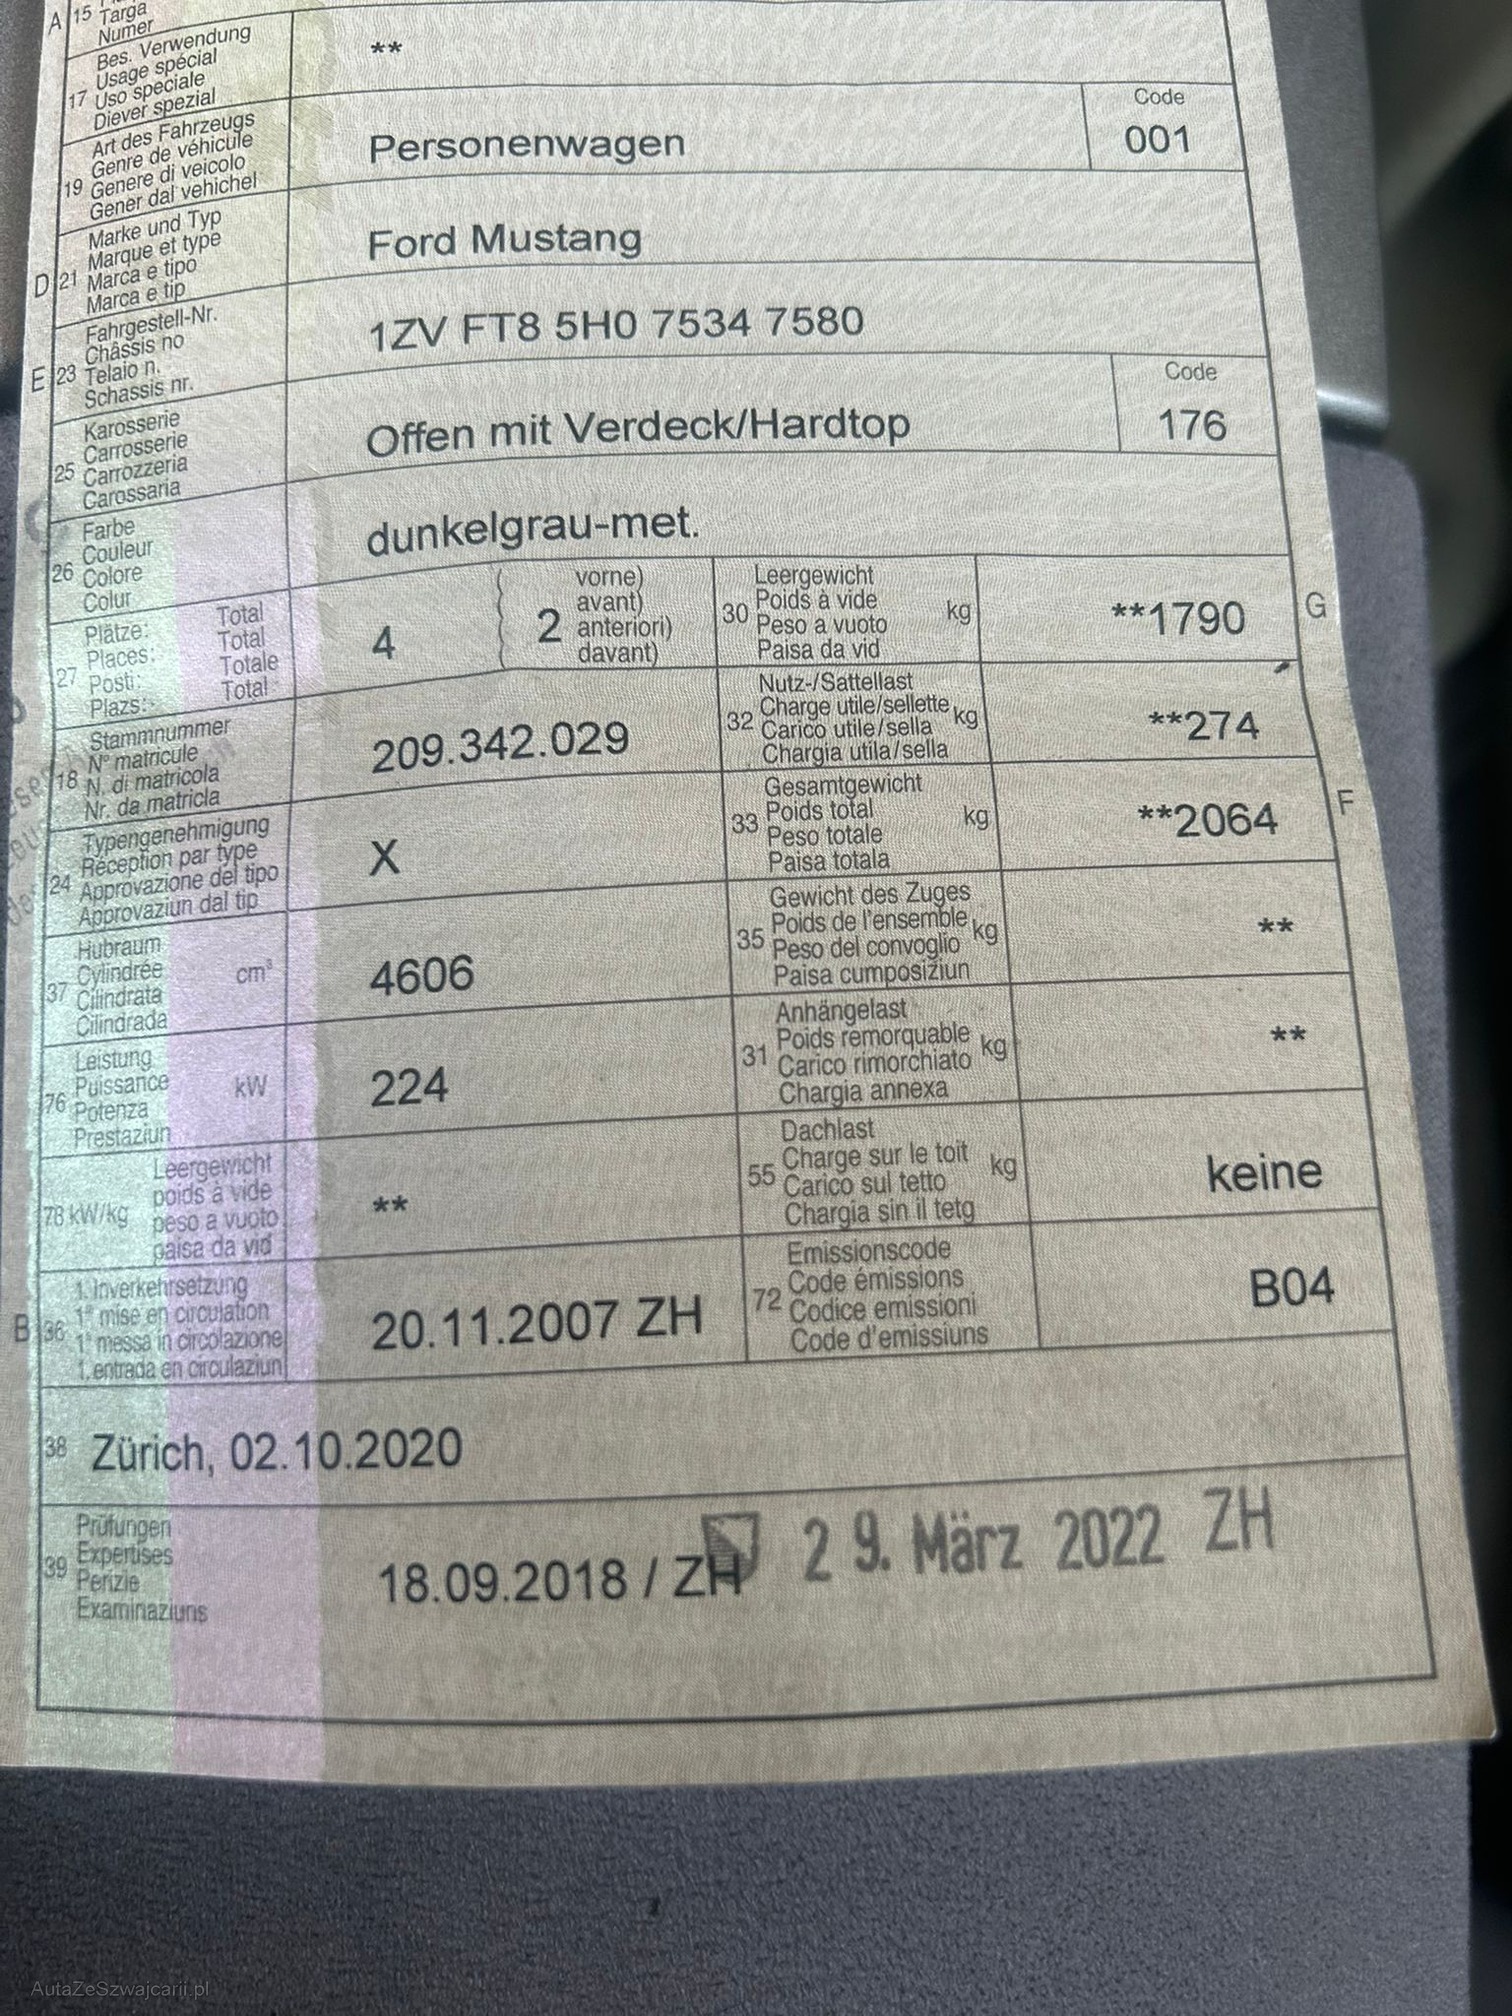 A 15 Targa
Numer
Bes. Verwendung
Usage spécial
17 Uso speciale
Diever spezial
**
Art des Fahrzeugs
Genre de véhicule
19 Genere di veicolo
Gener dal vehichel
Personenwagen
Code
001
Marke und Typ
Marque et type
D 21 Marca e tipo
Marca e tip
Ford Mustang
Fahrgestell-Nr.
Châssis no
E 23 Telaio n.
Schassis nr.
1ZV FT8 5H0 7534 7580
Karosserie
Carrosserie
25 Carrozzeria
Carossaria
Offen mit Verdeck/Hardtop
Code
176
Farbe
Couleur
26 Colore
Colur
dunkelgrau-met.
Plätze: Total
Places: Total
27 Posti: Totale
Plazs: Total
4
2
vorne)
avant)
anteriori)
davant)
Leergewicht
30 Poids à vide kg
Peso a vuoto
Paisa da vid
**1790
G
Stammnummer
N° matricule
18 N. di matricola
Nr. da matricla
209.342.029
Nutz-/Sattellast
32 Charge utile/sellette kg
Carico utile/sella
Chargia utila/sella
**274
Typengenehmigung
Réception par type
24 Approvazione del tipo
Approvaziun dal tip
X
Gesamtgewicht
33 Poids total kg
Peso totale
Paisa totala
**2064
F
Hubraum
Cylindrée cm³
37 Cilindrata
Cilindrada
4606
Gewicht des Zuges
35 Poids de l'ensemble kg
Peso del convoglio
Paisa cumposiziun
**
Leistung
Puissance kW
76 Potenza
Prestaziun
224
Anhängelast
31 Poids remorquable kg
Carico rimorchiato
Chargia annexa
**
Leergewicht
poids à vide
78 kW/kg peso a vuoto
paisa da vid
**
Dachlast
55 Charge sur le toit kg
Carico sul tetto
Chargia sin il tetg
keine
1. Inverkehrsetzung
1ª mise en circulation
B 36 1ª messa in circolazione
1. entrada en circulaziun
20.11.2007 ZH
Emissionscode
72 Code émissions
Codice emissioni
Code d'emissiuns
B04
38 Zürich, 02.10.2020
Prüfungen
39 Expertises
Perizie
Examinaziuns
18.09.2018 / ZH
29. März 2022 ZH
AutaZeSzwajcarii.pl